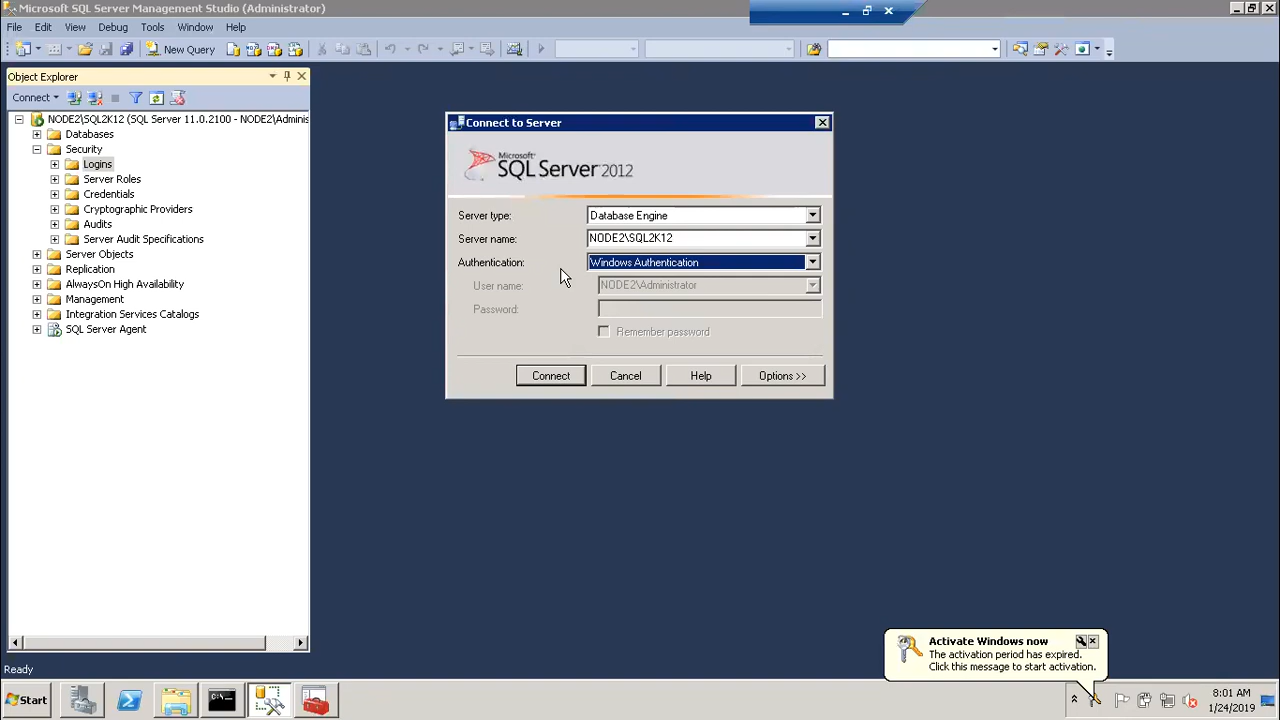 Microsoft SQL Server Management Studio (Administrator)
File Edit View Debug Tools Window Help
New Query
Object Explorer
Connect
NODE2\SQL2K12 (SQL Server 11.0.2100 - NODE2\Adminis
Databases
Security
Logins
Server Roles
Credentials
Cryptographic Providers
Audits
Server Audit Specifications
Server Objects
Replication
AlwaysOn High Availability
Management
Integration Services Catalogs
SQL Server Agent
Connect to Server
Microsoft
SQL Server 2012
Server type: Database Engine
Server name: NODE2\SQL2K12
Authentication: Windows Authentication
User name: NODE2\Administrator
Password:
Remember password
Connect Cancel Help Options >>
Activate Windows now
The activation period has expired.
Click this message to start activation.
Ready
Start
8:01 AM
1/24/2019